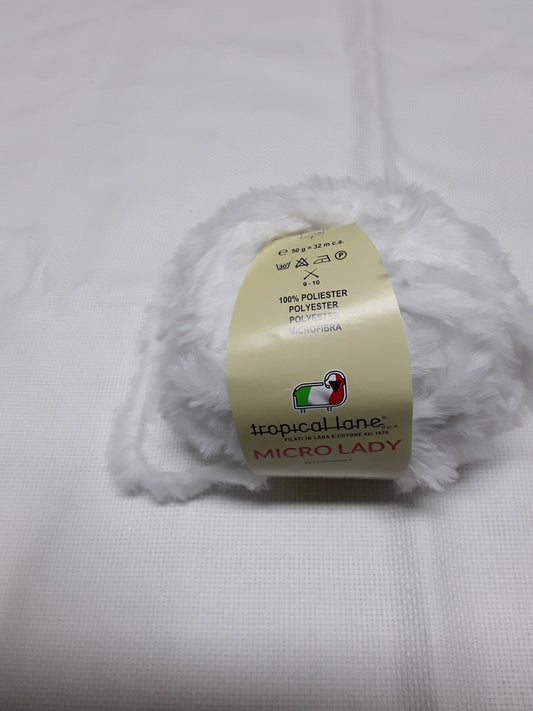 ℮ 50 g = 32 m c.a.
30
P
9 - 10
100% POLIESTER
POLYESTER
POLYESTER
MICROFIBRA
tropical lane
S.p.A.
FILATI IN LANA E COTONE dal 1976
MICRO LADY